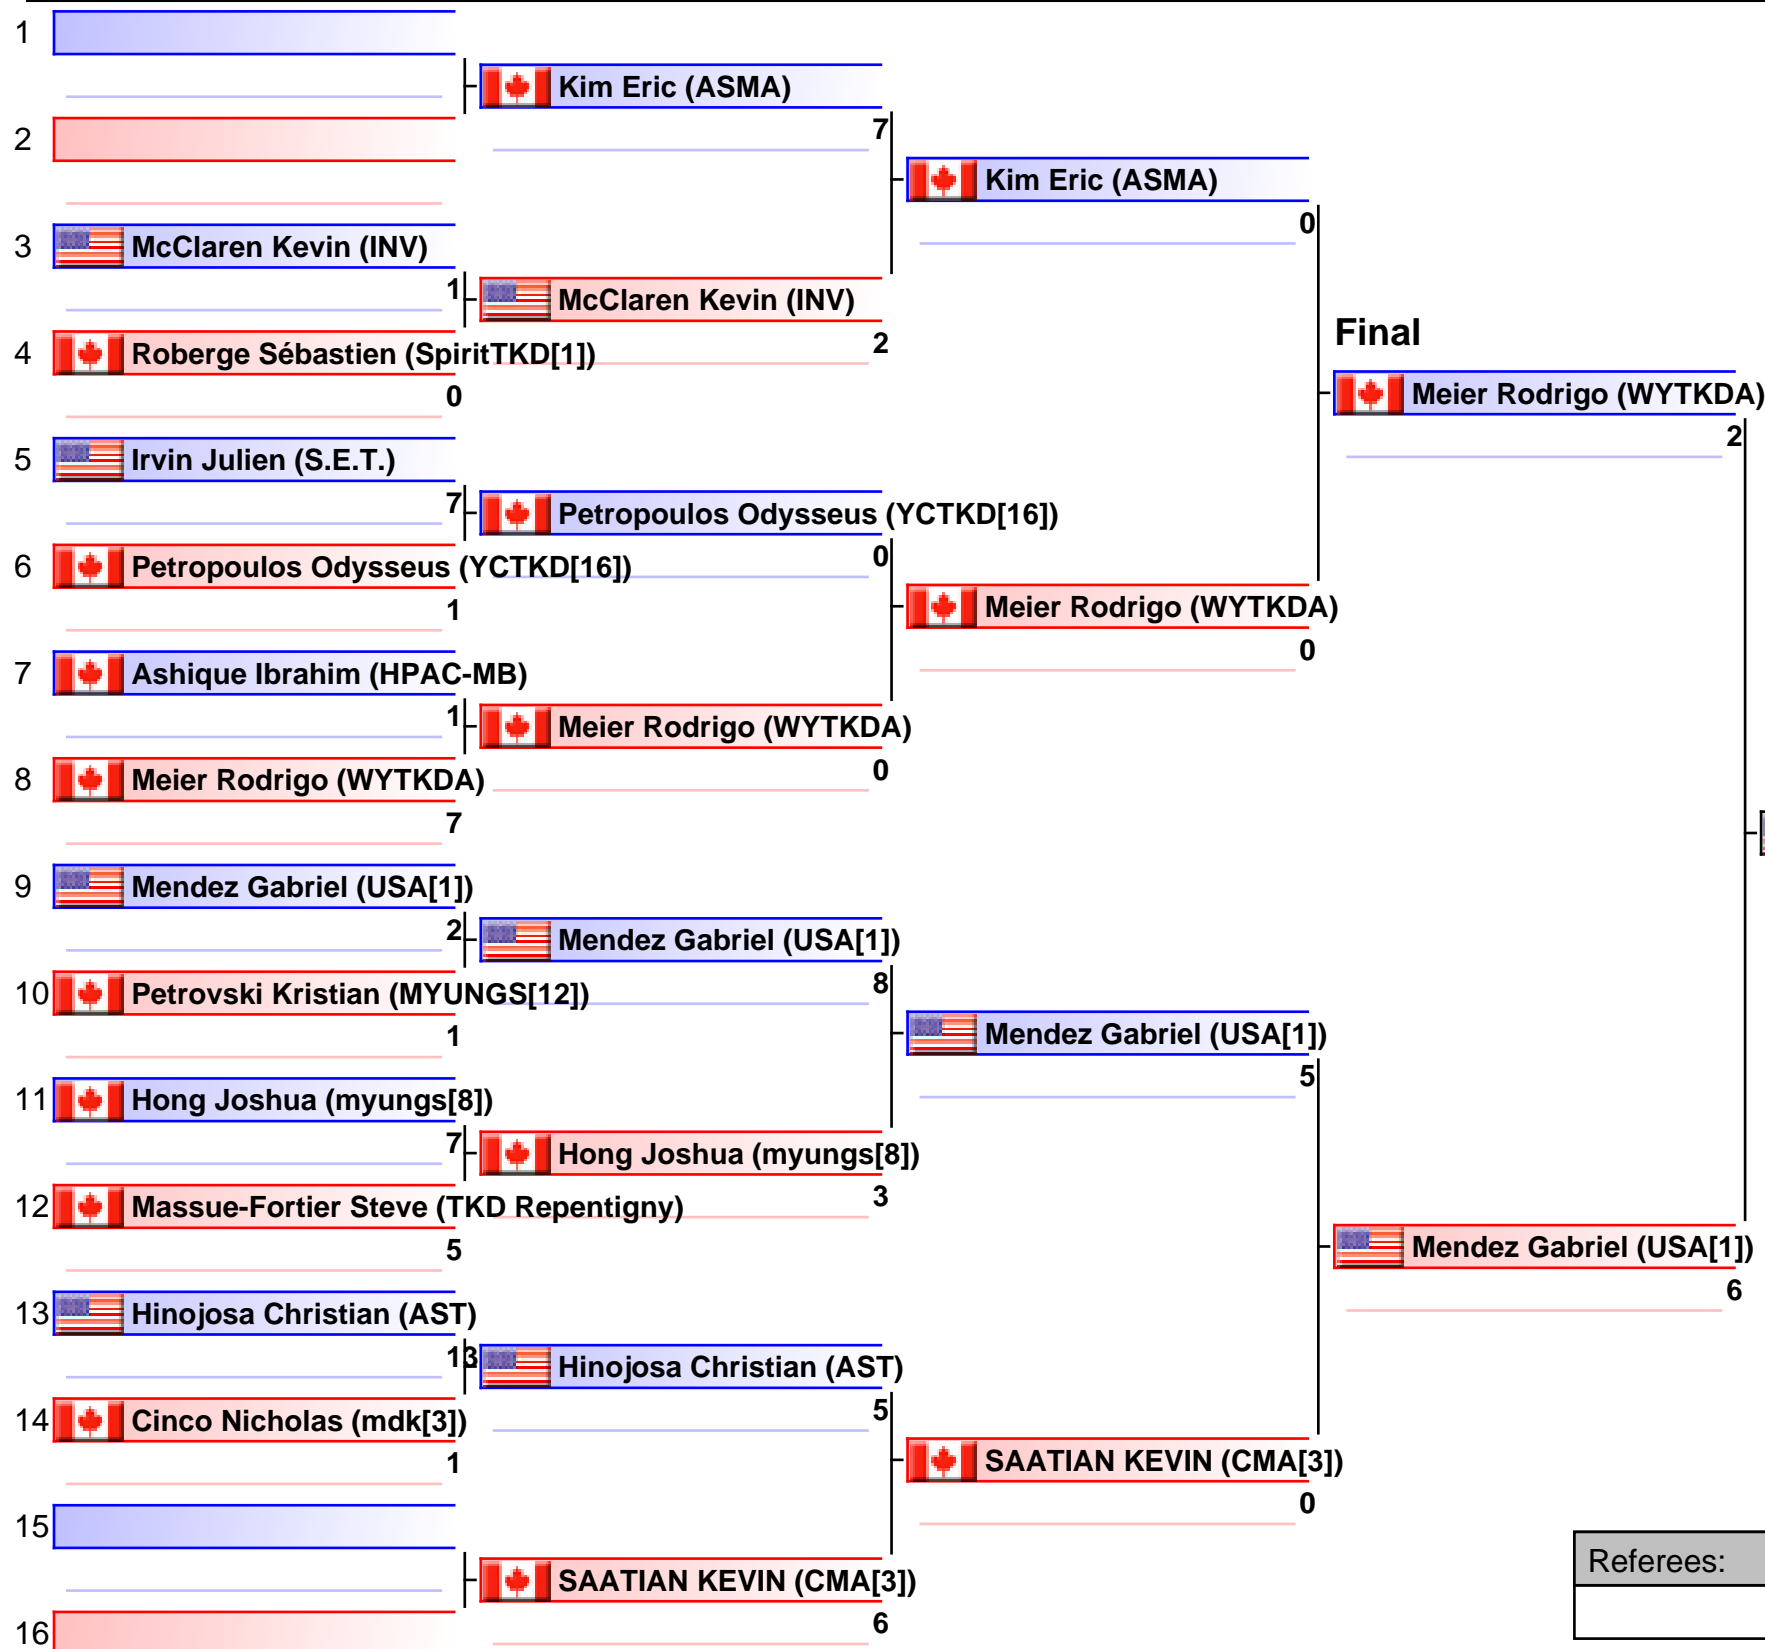 1
Kim Eric (ASMA)
7
2
Kim Eric (ASMA)
0
3
McClaren Kevin (INV)
1
McClaren Kevin (INV)
2
4
Roberge Sébastien (SpiritTKD[1])
0
Final
Meier Rodrigo (WYTKDA)
2
5
Irvin Julien (S.E.T.)
7
Petropoulos Odysseus (YCTKD[16])
0
6
Petropoulos Odysseus (YCTKD[16])
1
Meier Rodrigo (WYTKDA)
0
7
Ashique Ibrahim (HPAC-MB)
1
Meier Rodrigo (WYTKDA)
0
8
Meier Rodrigo (WYTKDA)
7
9
Mendez Gabriel (USA[1])
2
Mendez Gabriel (USA[1])
8
10
Petrovski Kristian (MYUNGS[12])
1
Mendez Gabriel (USA[1])
5
11
Hong Joshua (myungs[8])
7
Hong Joshua (myungs[8])
3
12
Massue-Fortier Steve (TKD Repentigny)
5
Mendez Gabriel (USA[1])
6
13
Hinojosa Christian (AST)
13
Hinojosa Christian (AST)
5
14
Cinco Nicholas (mdk[3])
1
SAATIAN KEVIN (CMA[3])
0
15
SAATIAN KEVIN (CMA[3])
6
16
Referees: